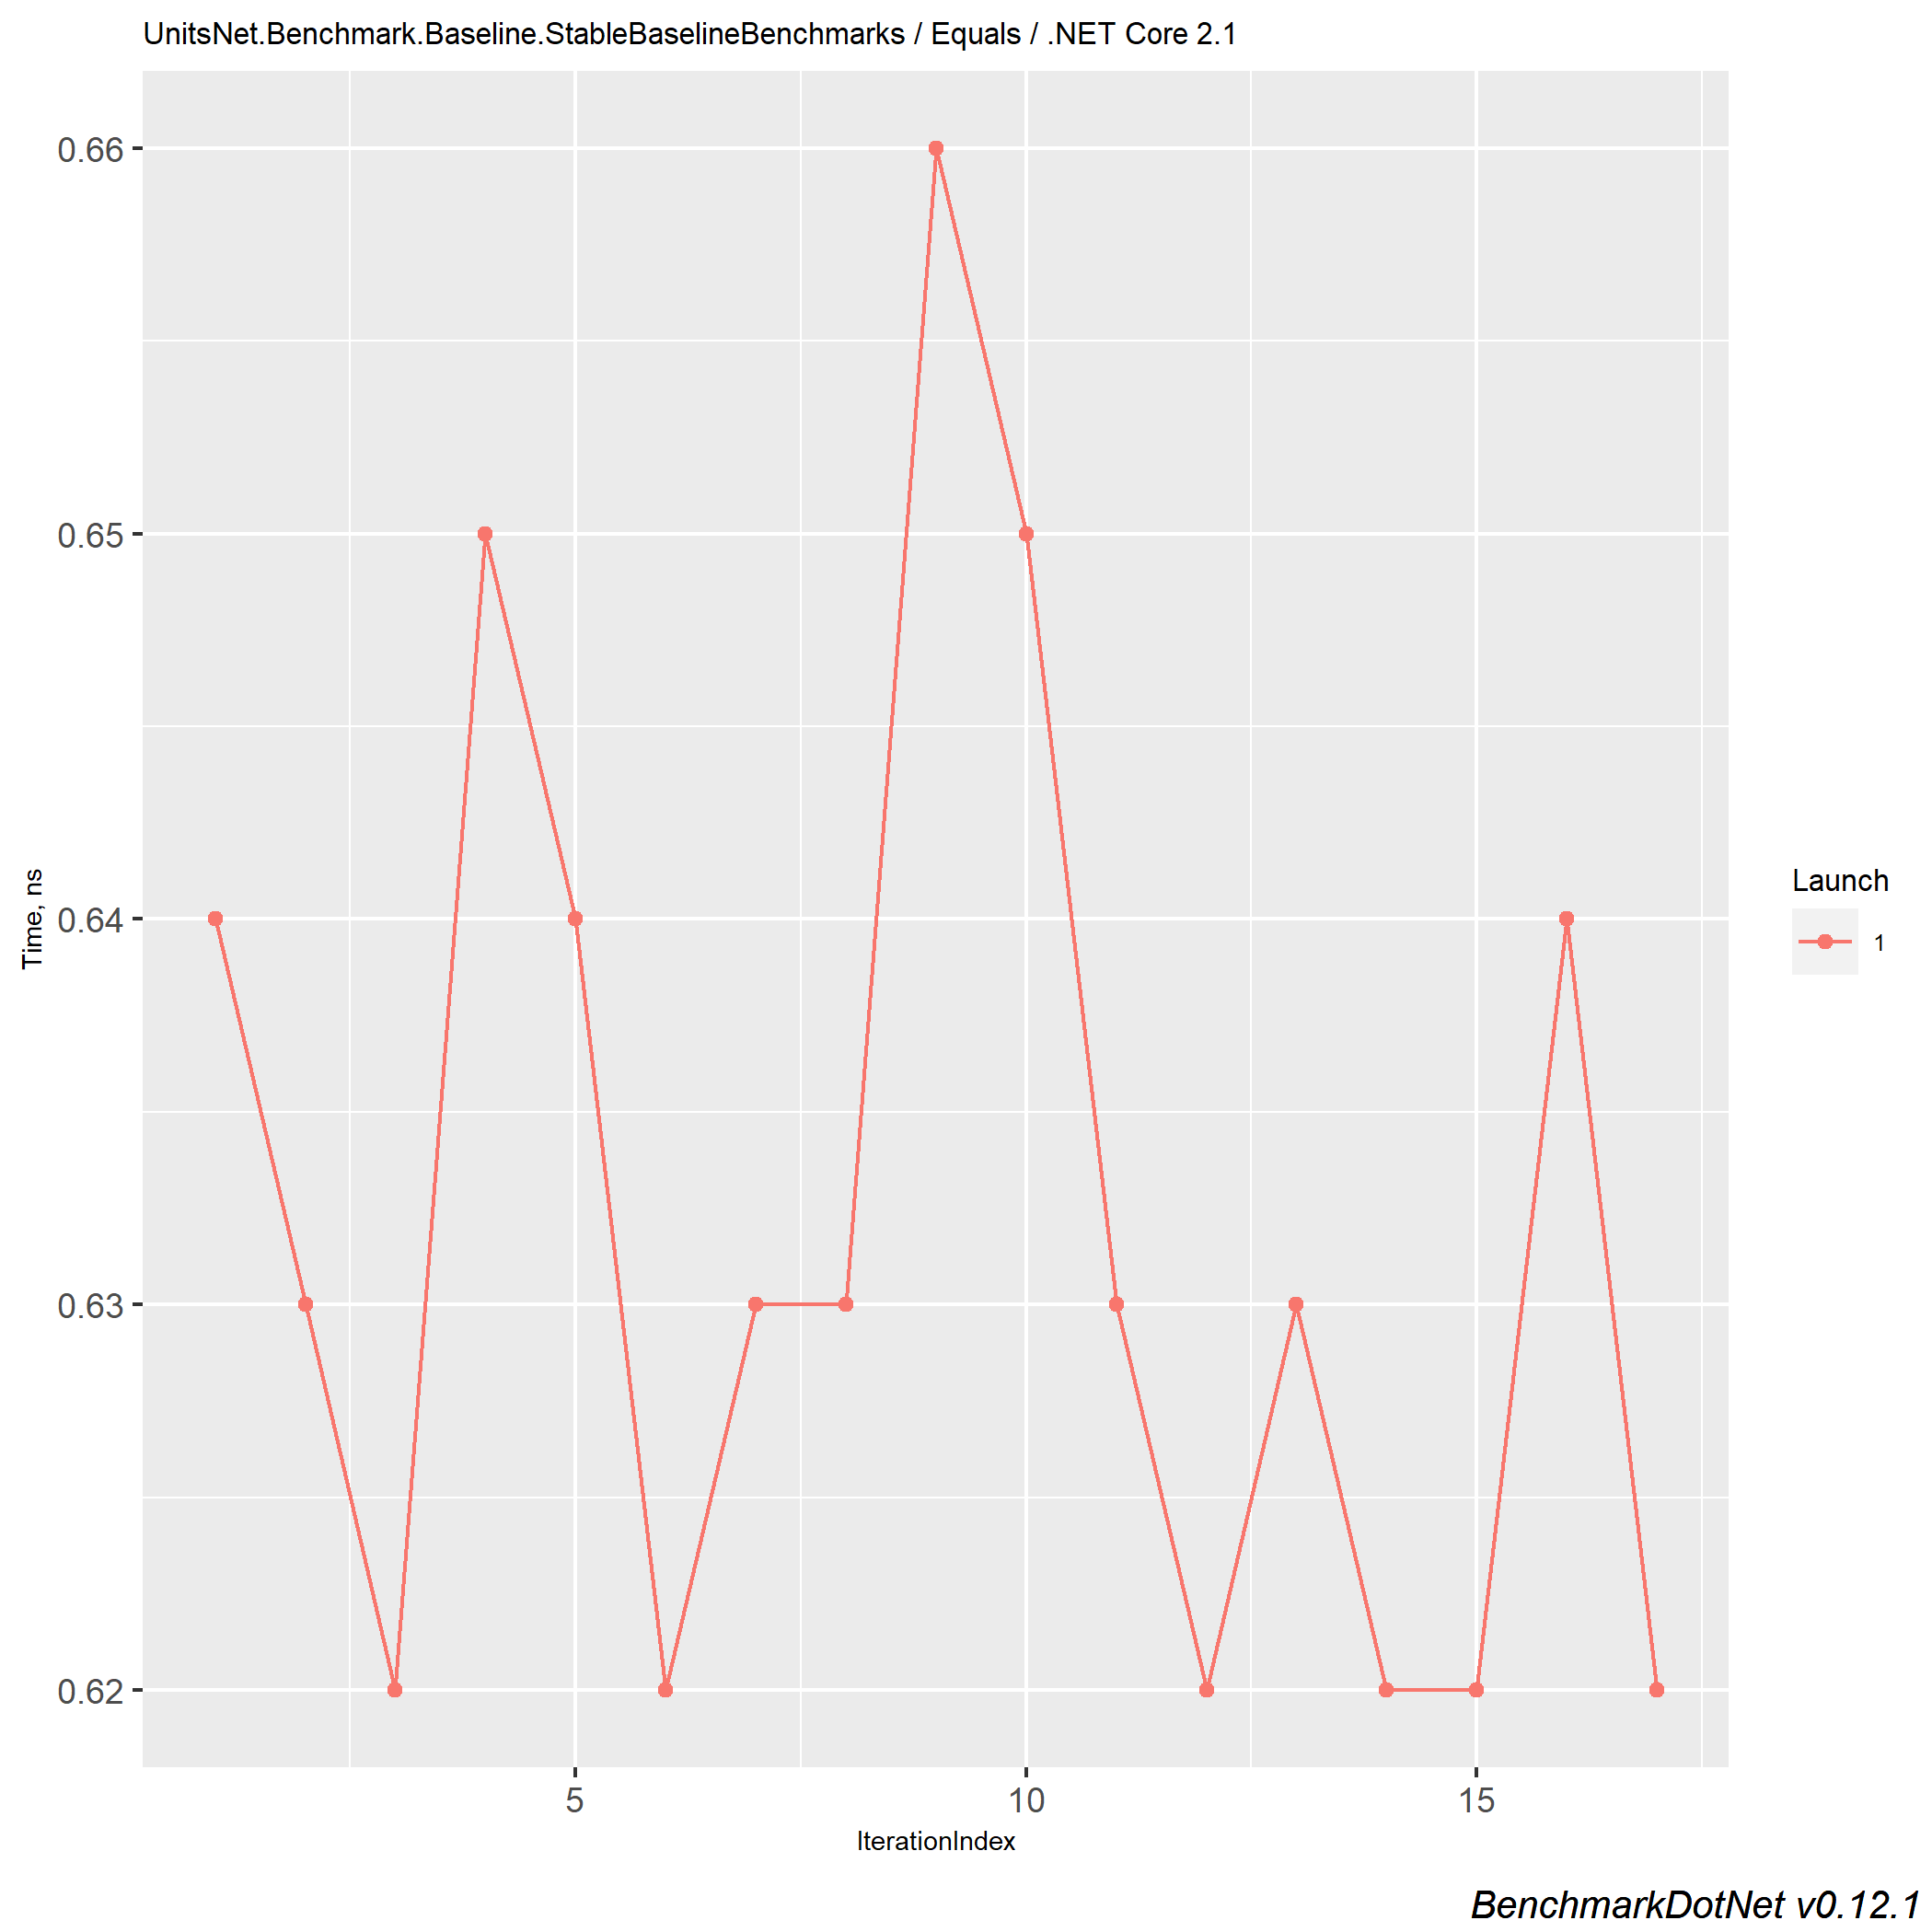 UnitsNet.Benchmark.Baseline.StableBaselineBenchmarks / Equals / .NET Core 2.1
0.66
0.65
0.64
0.63
0.62
Time, ns
5 10 15
IterationIndex
Launch
1
BenchmarkDotNet v0.12.1